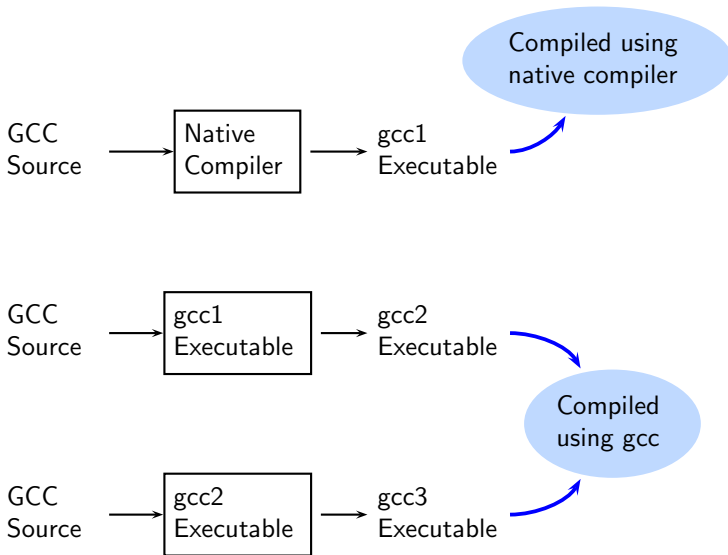 Compiled using
native compiler
GCC
Source
Native
Compiler
gcc1
Executable
GCC
Source
gcc1
Executable
gcc2
Executable
Compiled
using gcc
GCC
Source
gcc2
Executable
gcc3
Executable